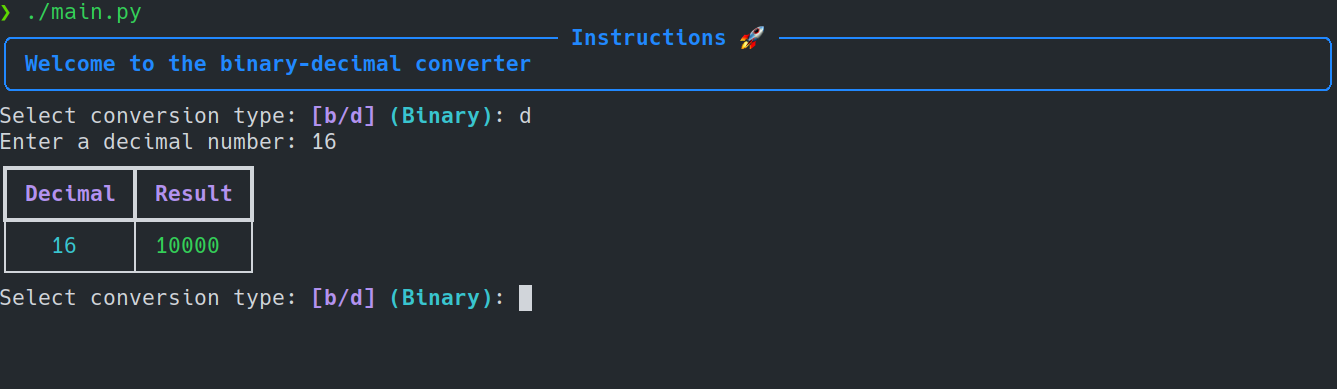 ❯ ./main.py
Instructions 🚀
Welcome to the binary-decimal converter
Select conversion type: [b/d] (Binary): d
Enter a decimal number: 16
Decimal Result
16 10000
Select conversion type: [b/d] (Binary):